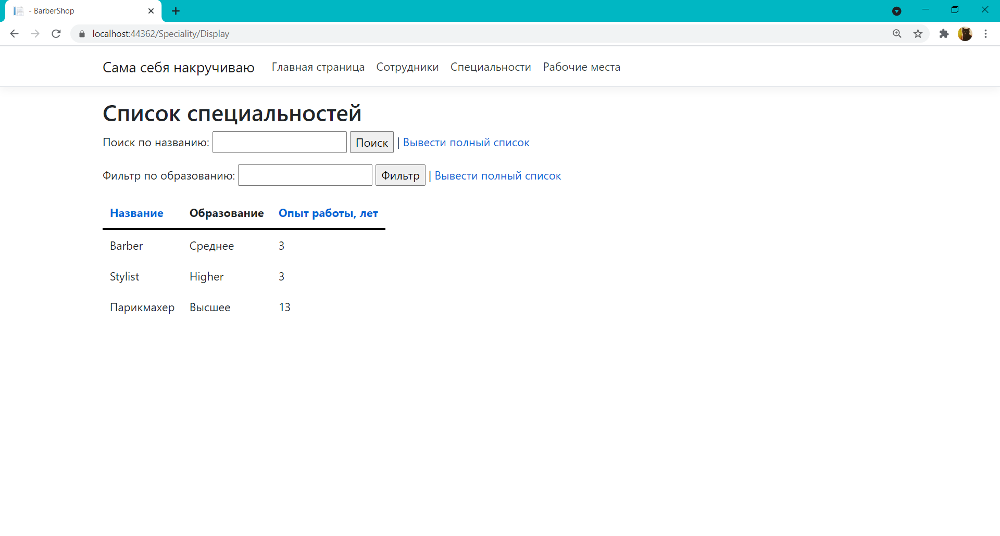 - BarberShop
localhost:44362/Speciality/Display
Сама себя накручиваю Главная страница Сотрудники Специальности Рабочие места
Список специальностей
Поиск по названию: Поиск | Вывести полный список
Фильтр по образованию: Фильтр | Вывести полный список
Название Образование Опыт работы, лет
Barber Среднее 3
Stylist Higher 3
Парикмахер Высшее 13